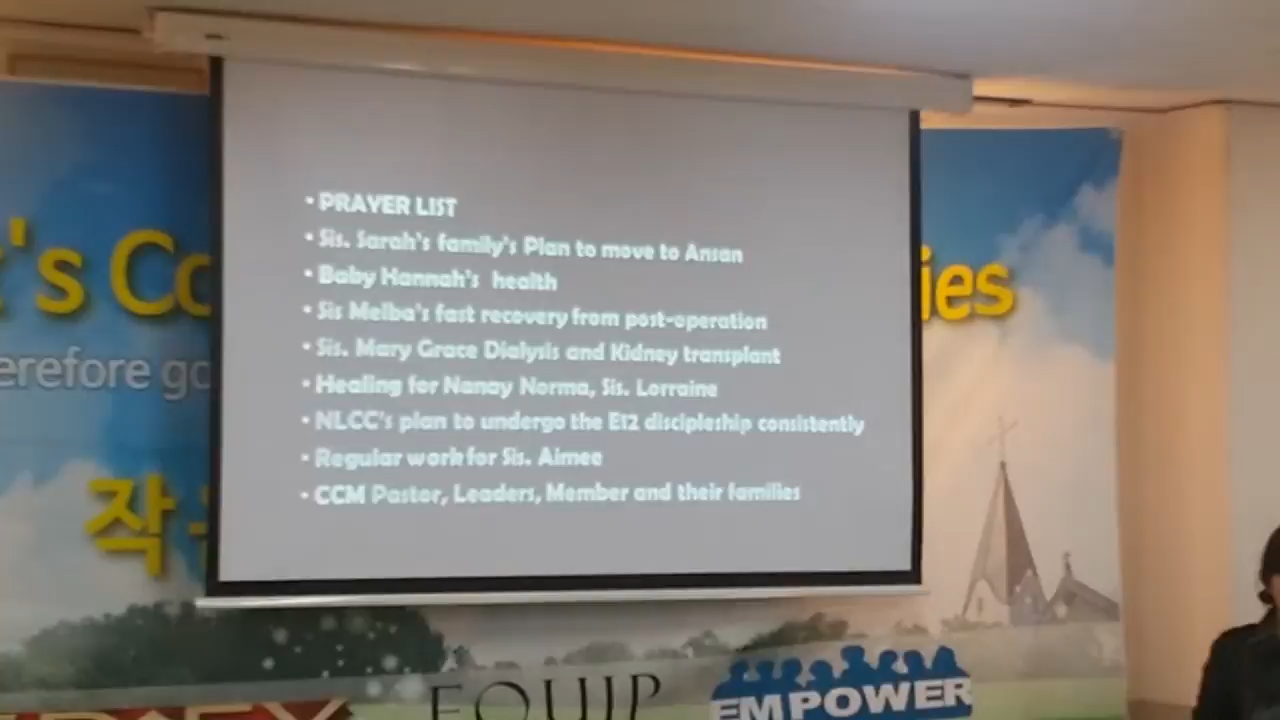 • PRAYER LIST
• Sis. Sarah's family's Plan to move to Ansan
• Baby Hannah's health
• Sis Melba's fast recovery from post-operation
• Sis. Mary Grace Dialysis and Kidney transplant
• Healing for Nanay Norma, Sis. Lorraine
• NLCC's plan to undergo the E12 discipleship consistently
• Regular work for Sis. Aimee
• CCM Pastor, Leaders, Member and their families
's Co
ies
erefore go
작
EQUIP
EMPOWER